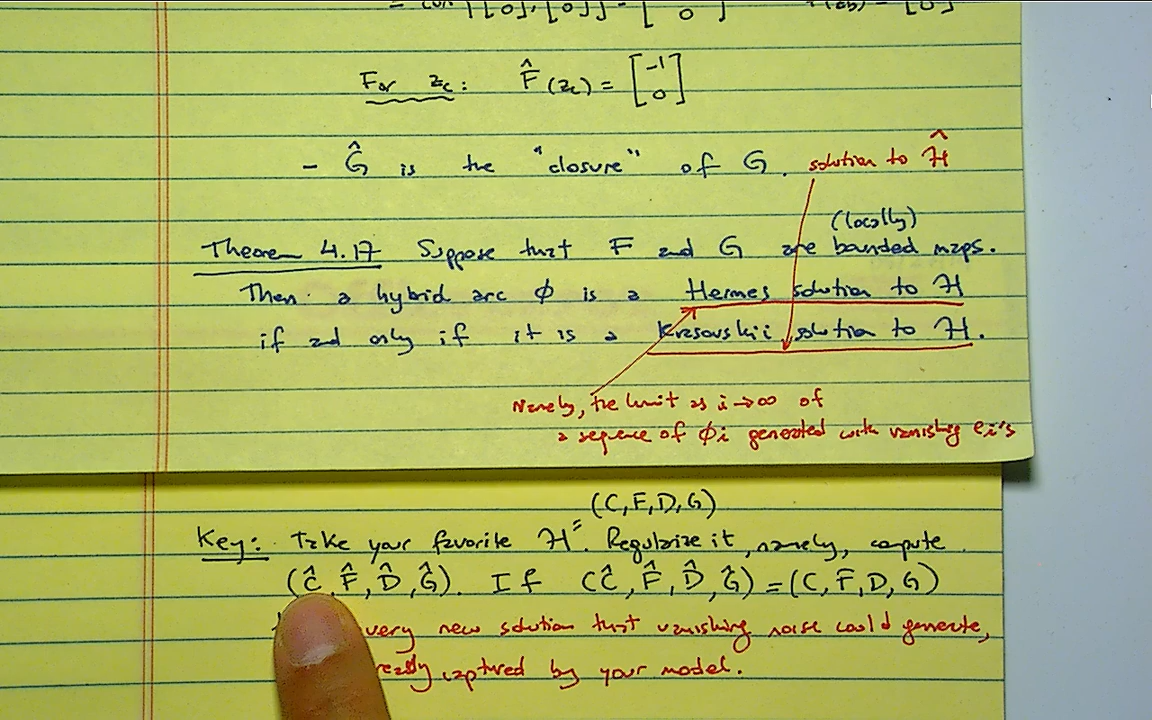 For z_c : F̂(z_c) = [-1 0]
- Ĝ is the "closure" of G. solution to Ĥ
(locally)
Theorem 4.17 Suppose that F and G are bounded maps.
Then a hybrid arc φ is a Hermes solution to H
if and only if it is a Krasovskii solution to H.
Namely, the limit as i→∞ of
a sequence of φi generated with vanishing ei's
(C,F,D,G)
Key: Take your favorite H =. Regularize it, namely, compute
(Ĉ,F̂,D̂,Ĝ). If (Ĉ,F̂,D̂,Ĝ) = (C,F,D,G)
very new solution that vanishing noise could generate,
captured by your model.